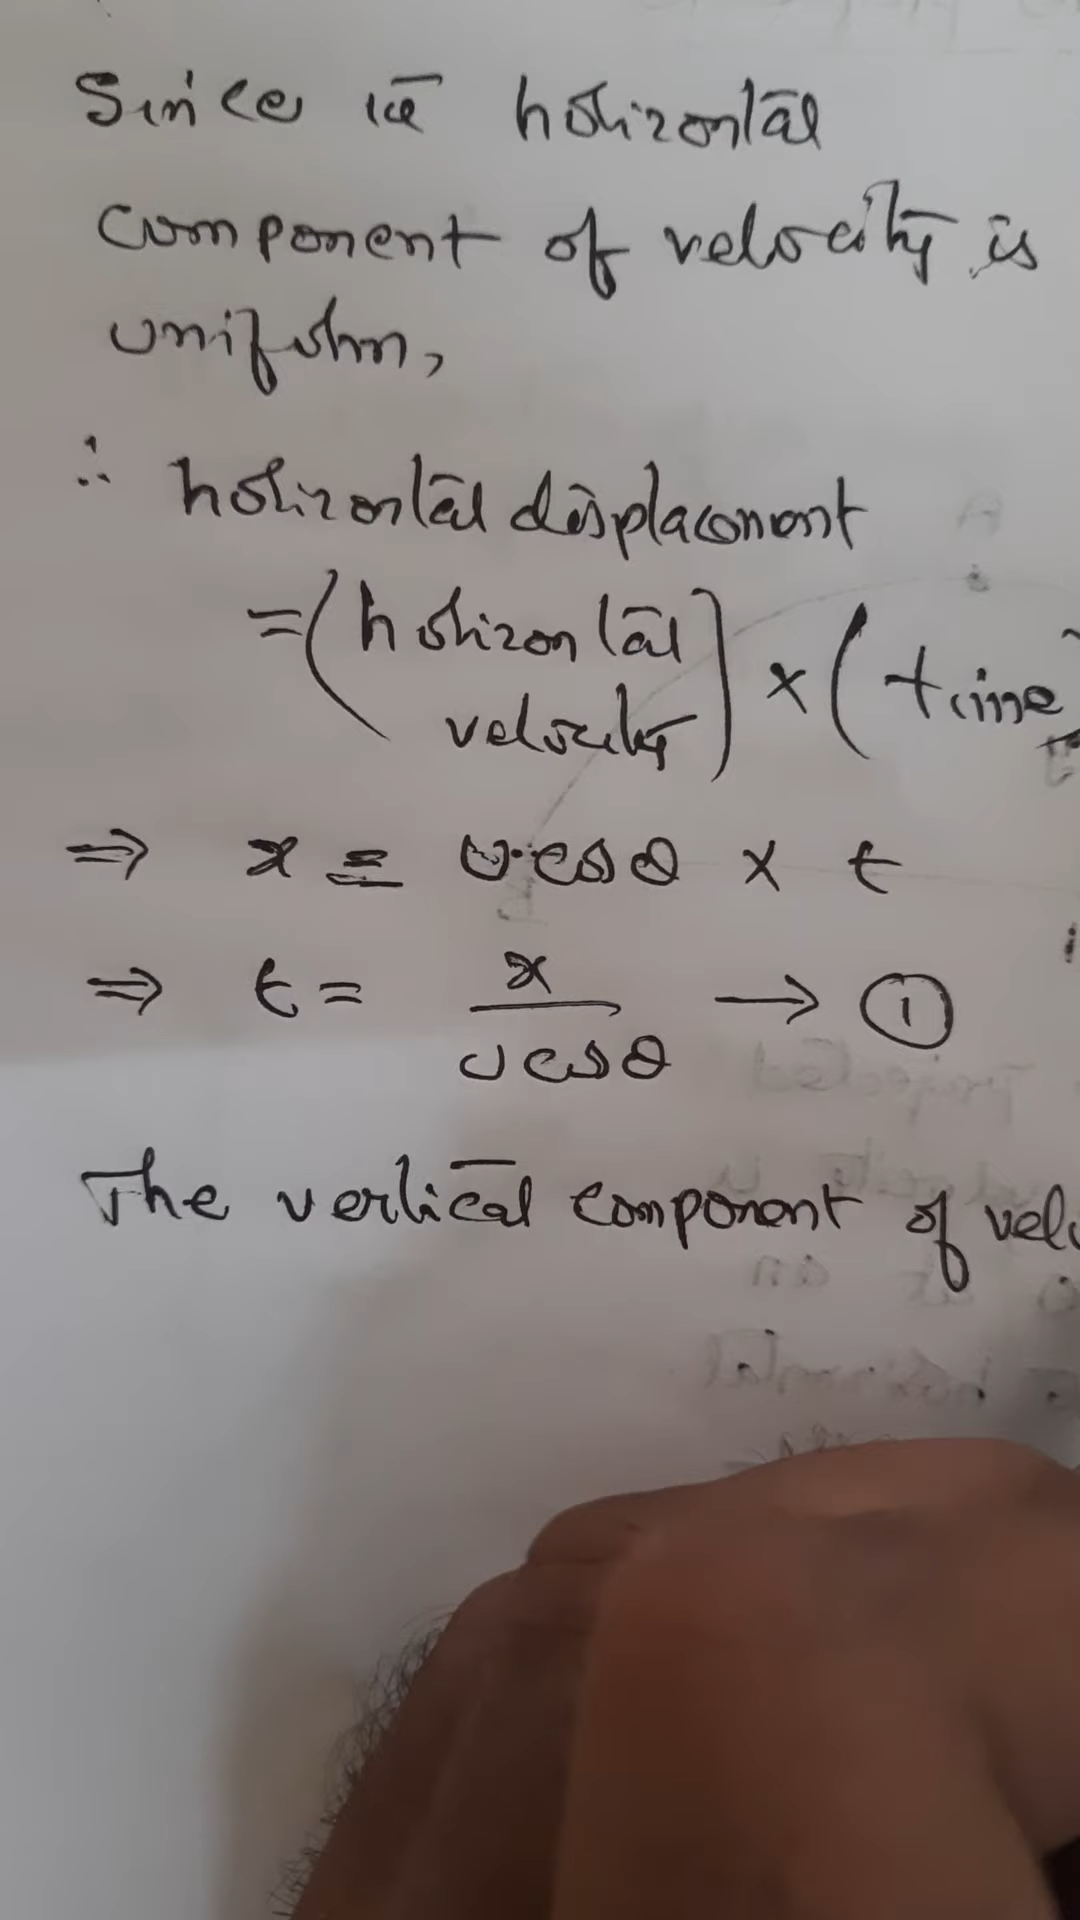 Since the horizontal
component of velocity is
uniform,
∴ horizontal displacement
=(horizontal velocity) × (time)
⇒ x = v cos θ × t
⇒ t = x / v cos θ → ①
The vertical component of velo